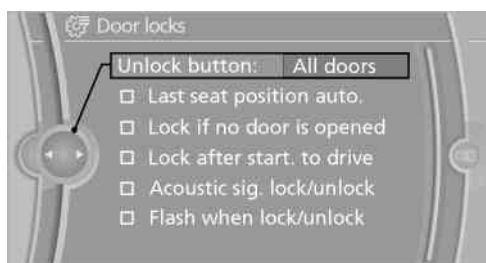 Door locks
Unlock button: All doors
Last seat position auto.
Lock if no door is opened
Lock after start. to drive
Acoustic sig. lock/unlock
Flash when lock/unlock